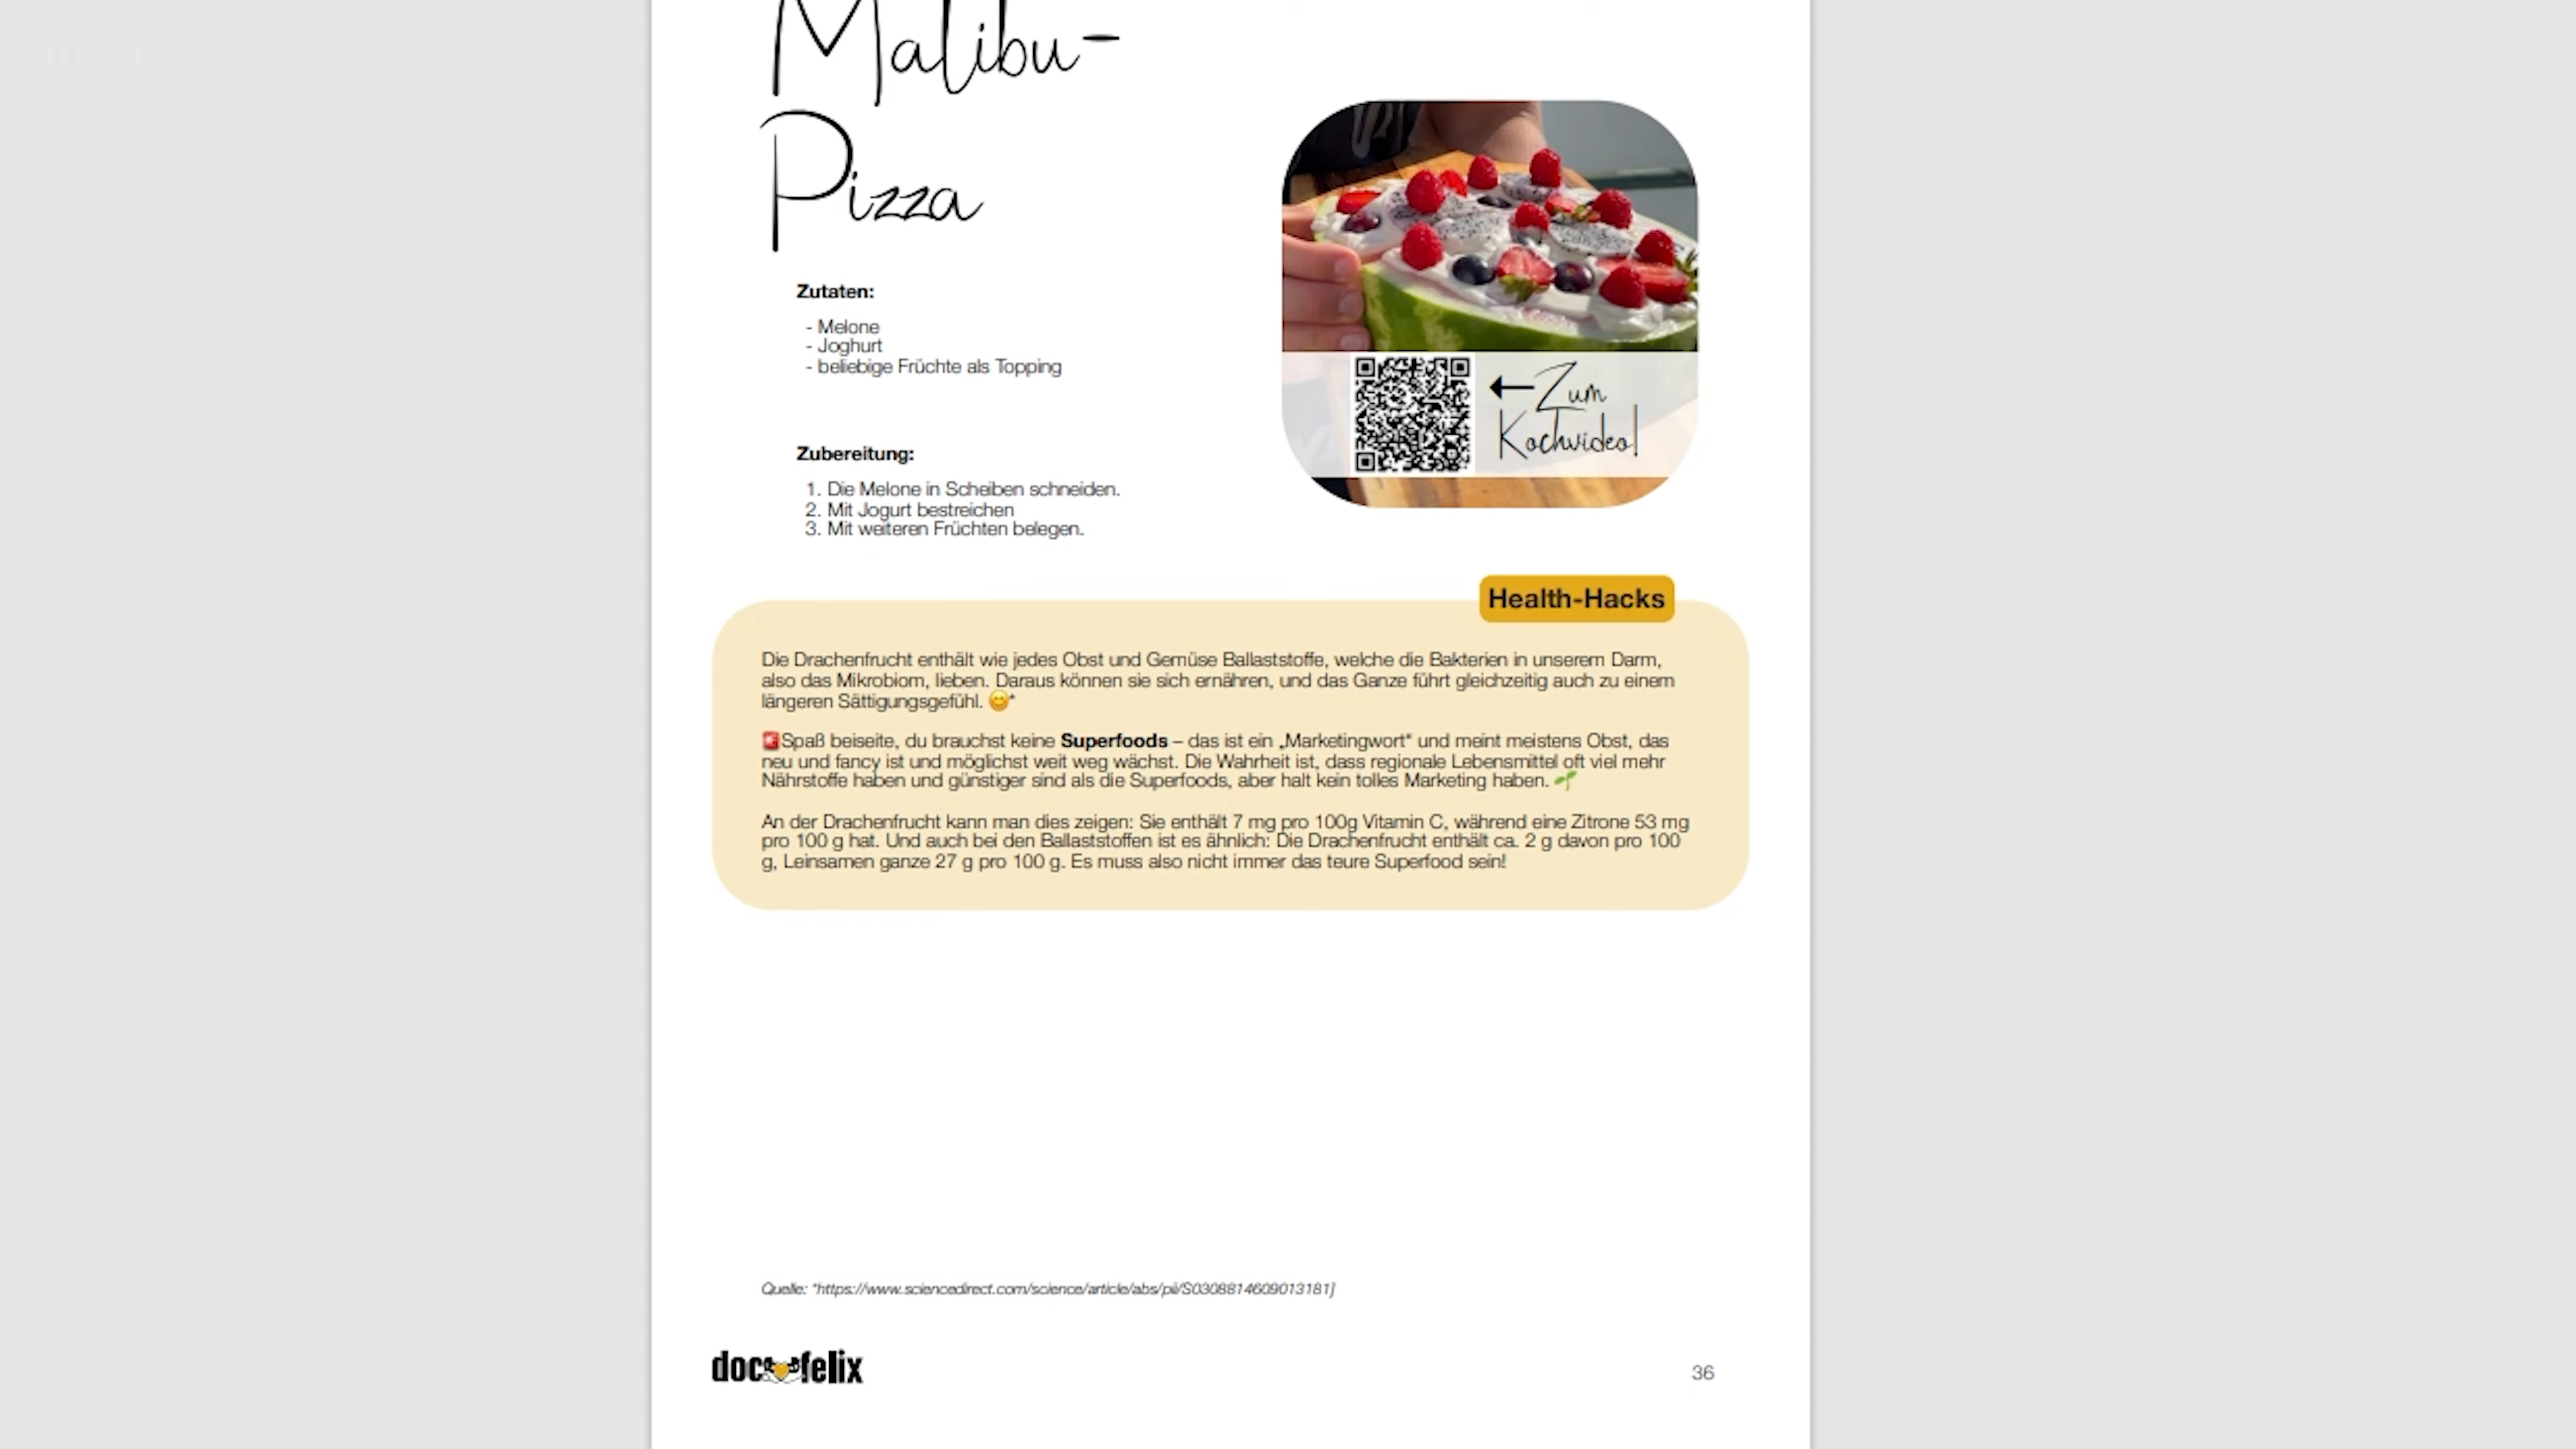 Malibu-
Pizza
Zutaten:
- Melone
- Joghurt
- beliebige Früchte als Topping
Zubereitung:
1. Die Melone in Scheiben schneiden.
2. Mit Jogurt bestreichen
3. Mit weiteren Früchten belegen.
←Zum
Kochvideo!
Health-Hacks
Die Drachenfrucht enthält wie jedes Obst und Gemüse Ballaststoffe, welche die Bakterien in unserem Darm,
also das Mikrobiom, lieben. Daraus können sie sich ernähren, und das Ganze führt gleichzeitig auch zu einem
längeren Sättigungsgefühl. 😊*
🚨Spaß beiseite, du brauchst keine Superfoods – das ist ein „Marketingwort“ und meint meistens Obst, das
neu und fancy ist und möglichst weit weg wächst. Die Wahrheit ist, dass regionale Lebensmittel oft viel mehr
Nährstoffe haben und günstiger sind als die Superfoods, aber halt kein tolles Marketing haben. 🌱
An der Drachenfrucht kann man dies zeigen: Sie enthält 7 mg pro 100g Vitamin C, während eine Zitrone 53 mg
pro 100 g hat. Und auch bei den Ballaststoffen ist es ähnlich: Die Drachenfrucht enthält ca. 2 g davon pro 100
g, Leinsamen ganze 27 g pro 100 g. Es muss also nicht immer das teure Superfood sein!
Quelle: *https://www.sciencedirect.com/science/article/abs/pii/S0308814609013181]
doc felix
36